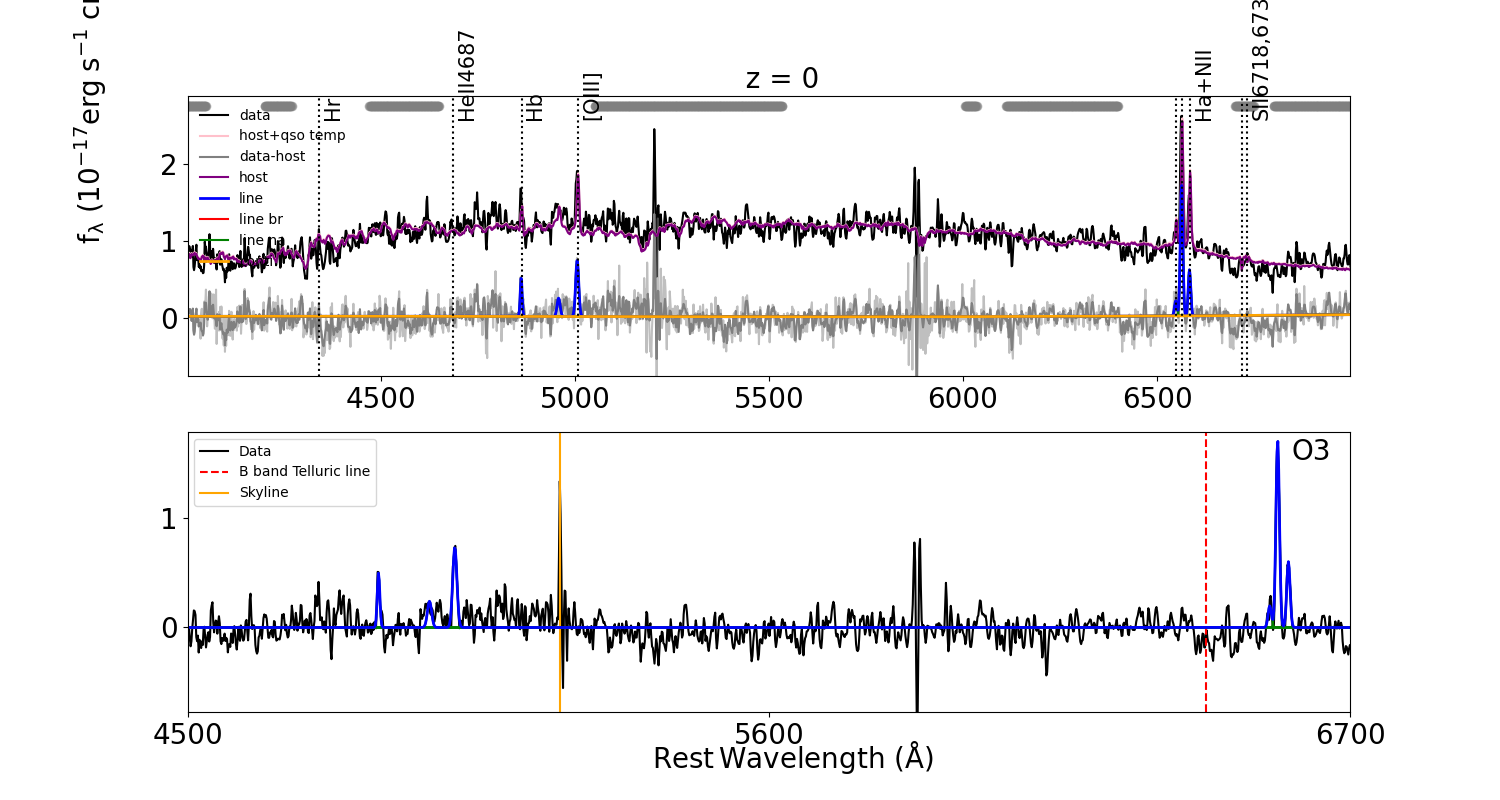 z = 0
f_λ (10^−17 erg s^−1 c
Hr
HeII4687
Hb
[OIII]
Ha+NII
SII6718,673
data
host+qso temp
data-host
host
line
line br
line na
2
1
0
4500
5000
5500
6000
6500
Data
B band Telluric line
Skyline
O3
1
0
4500
5600
6700
Rest Wavelength (Å)